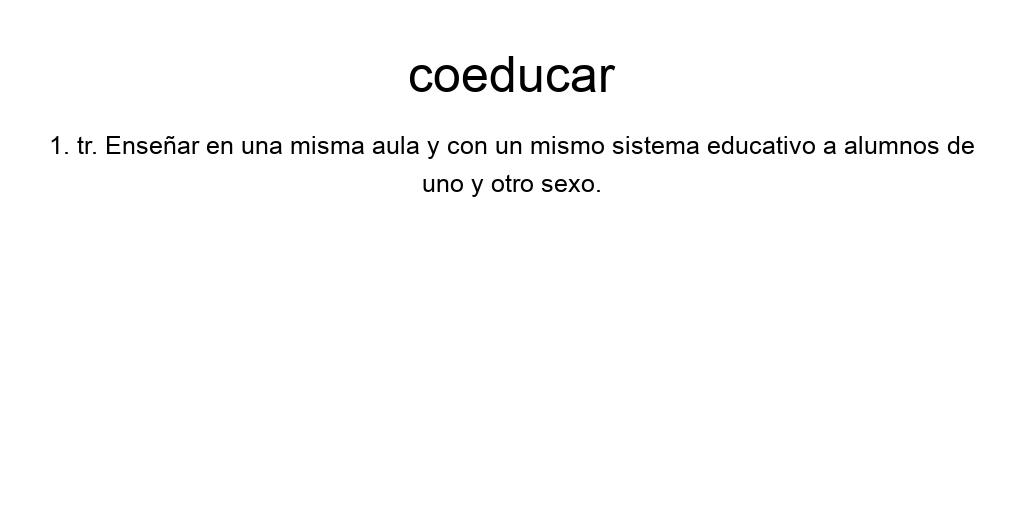 coeducar
1. tr. Enseñar en una misma aula y con un mismo sistema educativo a alumnos de
uno y otro sexo.